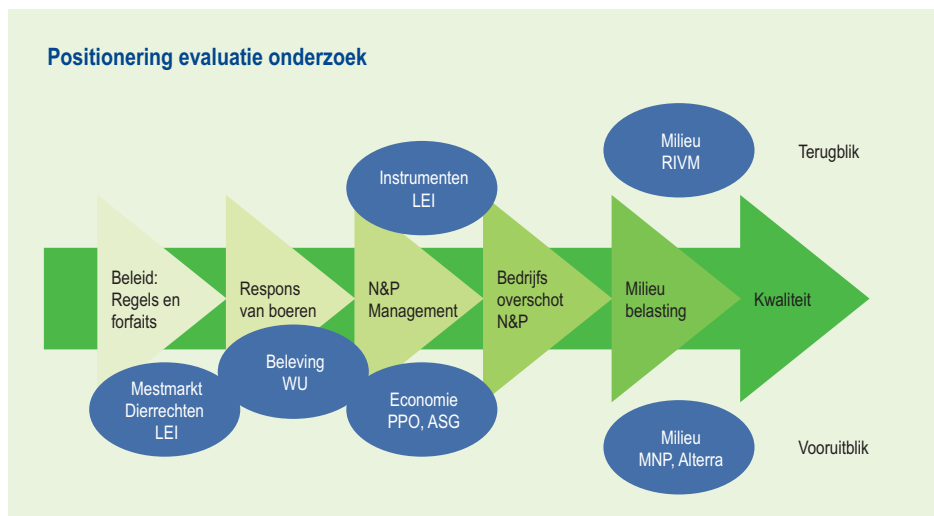 Positionering evaluatie onderzoek
Milieu
RIVM
Terugblik
Instrumenten
LEI
Beleid:
Regels en
forfaits
Respons
van boeren
N&P
Management
Bedrijfs
overschot
N&P
Milieu
belasting
Kwaliteit
Beleving
WU
Mestmarkt
Dierrechten
LEI
Economie
PPO, ASG
Milieu
MNP, Alterra
Vooruitblik